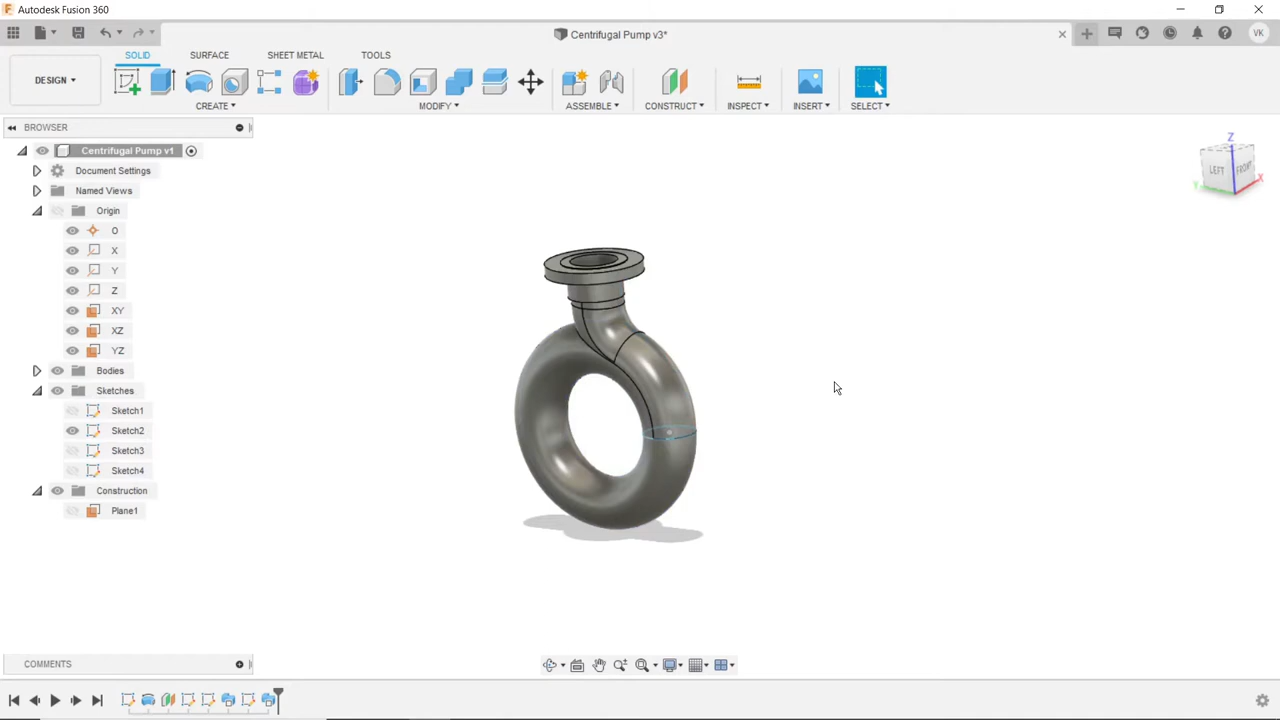 Autodesk Fusion 360
Centrifugal Pump v3*
VK
DESIGN
SOLID
SURFACE
SHEET METAL
TOOLS
CREATE
MODIFY
ASSEMBLE
CONSTRUCT
INSPECT
INSERT
SELECT
BROWSER
Centrifugal Pump v1
Document Settings
Named Views
Origin
O
X
Y
Z
XY
XZ
YZ
Bodies
Sketches
Sketch1
Sketch2
Sketch3
Sketch4
Construction
Plane1
Z
LEFT
FRONT
X
Y
COMMENTS